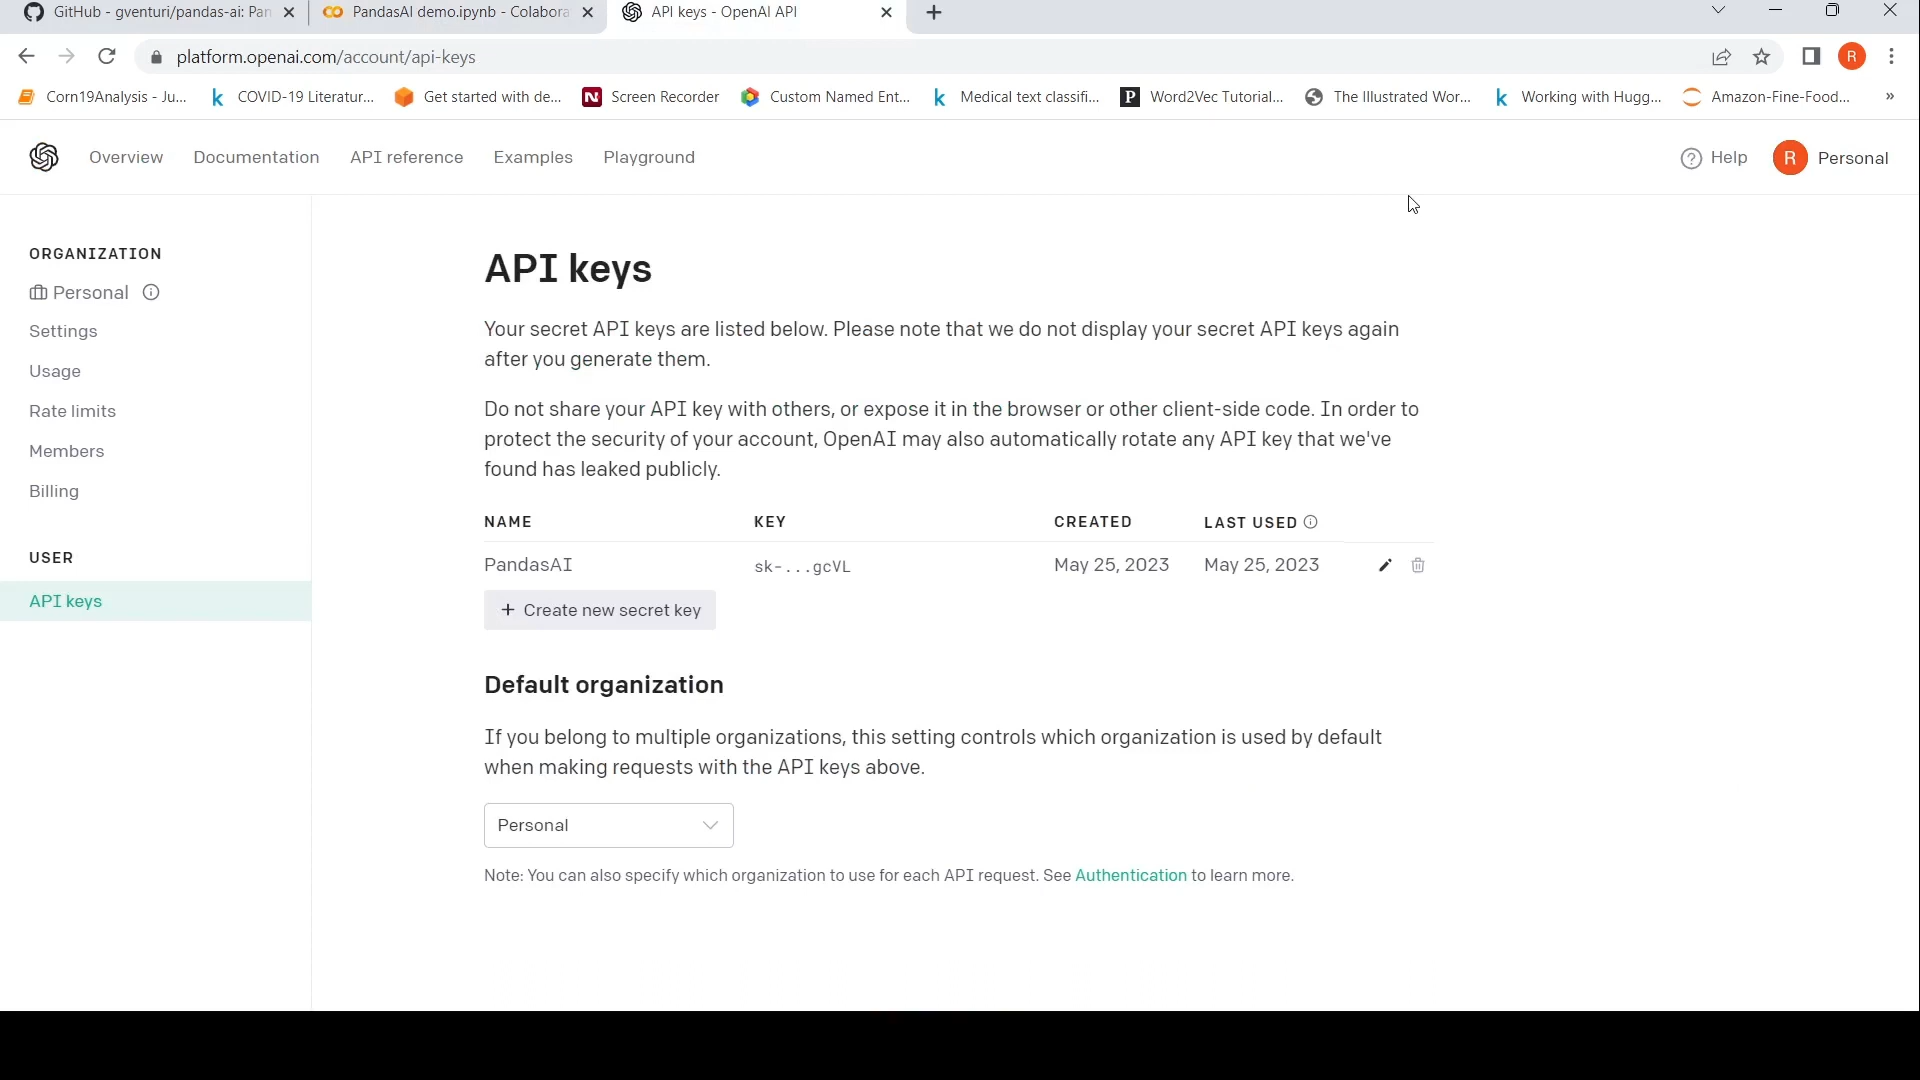 GitHub - gventuri/pandas-ai: Pan
PandasAI demo.ipynb - Colabora
API keys - OpenAI API
platform.openai.com/account/api-keys
R
Corn19Analysis - Ju...
COVID-19 Literatur...
Get started with de...
Screen Recorder
Custom Named Ent...
Medical text classifi...
Word2Vec Tutorial...
The Illustrated Wor...
Working with Hugg...
Amazon-Fine-Food...
»
Overview
Documentation
API reference
Examples
Playground
Help
R
Personal
ORGANIZATION
Personal
Settings
Usage
Rate limits
Members
Billing
USER
API keys
API keys
Your secret API keys are listed below. Please note that we do not display your secret API keys again
after you generate them.
Do not share your API key with others, or expose it in the browser or other client-side code. In order to
protect the security of your account, OpenAI may also automatically rotate any API key that we've
found has leaked publicly.
NAME KEY CREATED LAST USED
PandasAI sk-...gcVL May 25, 2023 May 25, 2023
+ Create new secret key
Default organization
If you belong to multiple organizations, this setting controls which organization is used by default
when making requests with the API keys above.
Personal
Note: You can also specify which organization to use for each API request. See Authentication to learn more.